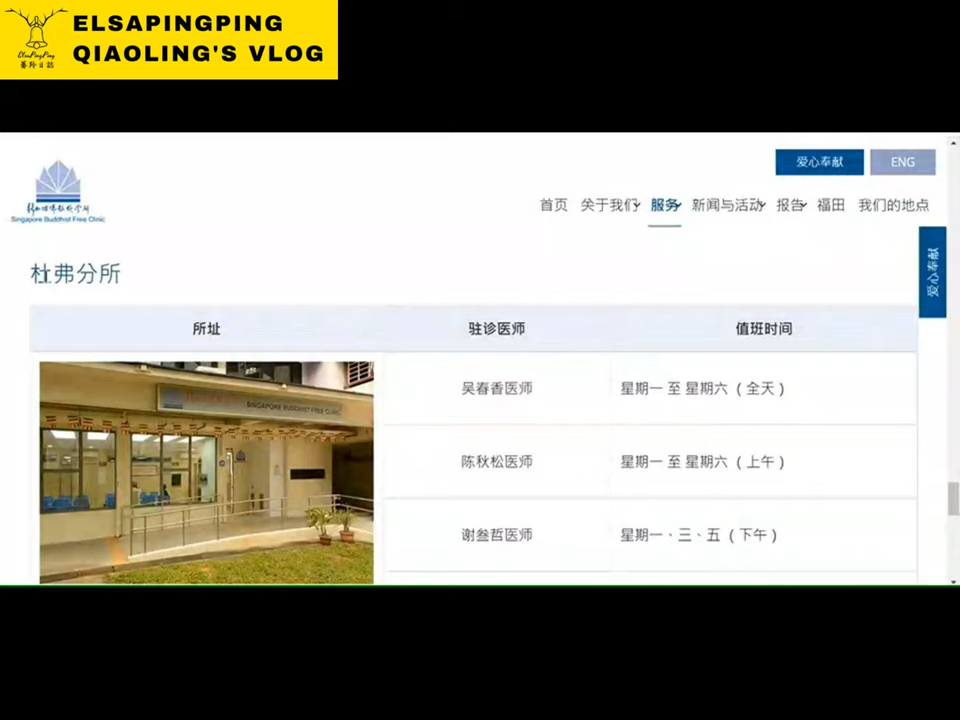 ELSAPINGPING
QIAOLING'S VLOG
ElsaPingPing
爱心奉献
ENG
Singapore Buddhist Free Clinic
首页 关于我们 服务 新闻与活动 报告 福田 我们的地点
爱心奉献
杜弗分所
所址 驻诊医师 值班时间
SINGAPORE BUDDHIST FREE CLINIC
吴春香医师 星期一 至 星期六 ( 全天 )
陈秋松医师 星期一 至 星期六 ( 上午 )
谢叁哲医师 星期一、三、五 ( 下午 )